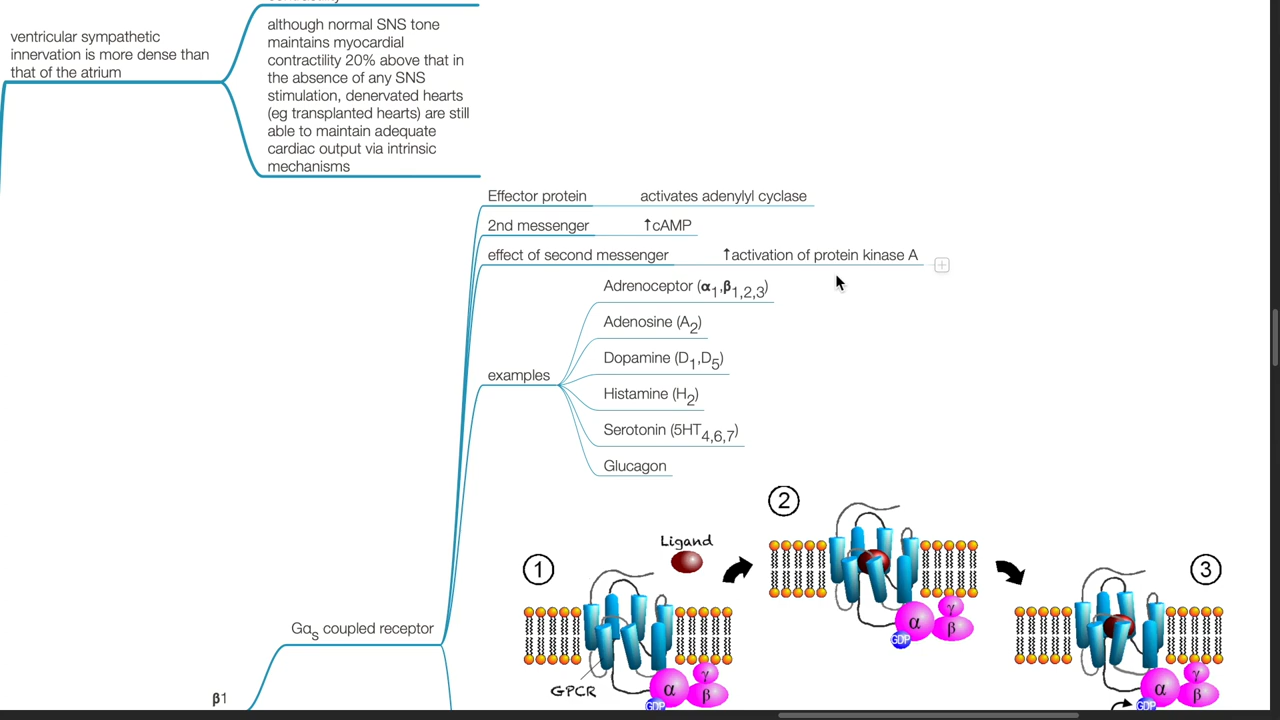 ventricular sympathetic
innervation is more dense than
that of the atrium
although normal SNS tone
maintains myocardial
contractility 20% above that in
the absence of any SNS
stimulation, denervated hearts
(eg transplanted hearts) are still
able to maintain adequate
cardiac output via intrinsic
mechanisms
Effector protein activates adenylyl cyclase
2nd messenger ↑cAMP
effect of second messenger ↑activation of protein kinase A
Adrenoceptor (α1,β1,2,3)
Adenosine (A2)
Dopamine (D1,D5)
examples
Histamine (H2)
Serotonin (5HT4,6,7)
Glucagon
2
Ligand
1
3
α γ β
GDP
Gαs coupled receptor
GPCR
α γ β
GDP
α γ β
GDP
β1